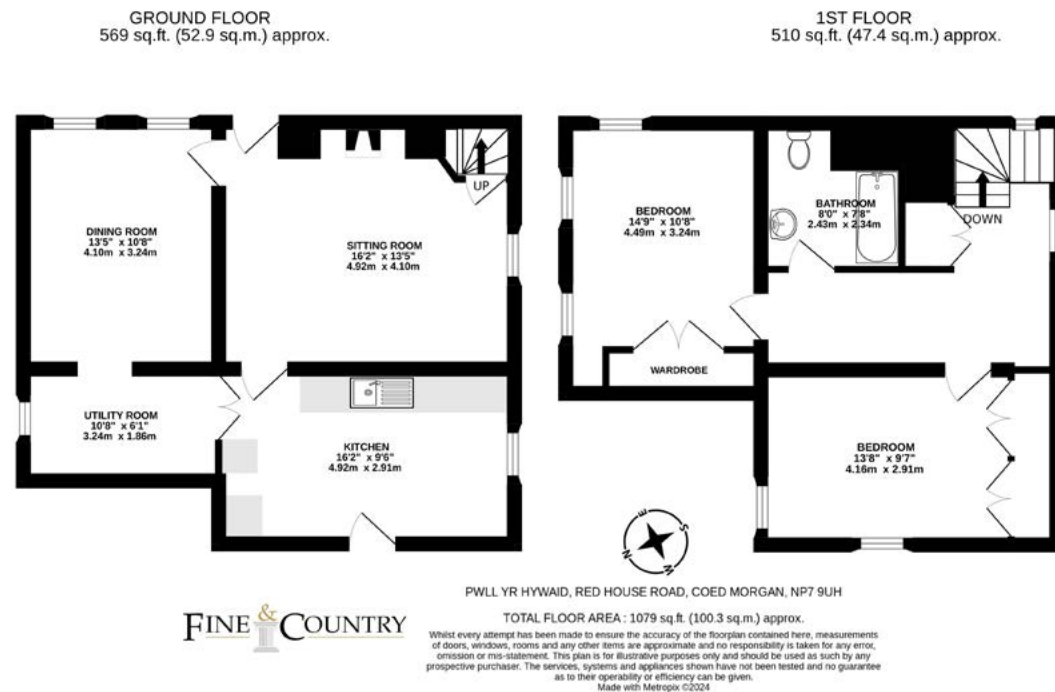 GROUND FLOOR
569 sq.ft. (52.9 sq.m.) approx.
1ST FLOOR
510 sq.ft. (47.4 sq.m.) approx.
DINING ROOM
13'5" x 10'8"
4.10m x 3.24m
SITTING ROOM
16'2" x 13'5"
4.92m x 4.10m
UP
UTILITY ROOM
10'8" x 6'1"
3.24m x 1.86m
KITCHEN
16'2" x 9'6"
4.92m x 2.91m
BEDROOM
14'9" x 10'8"
4.49m x 3.24m
BATHROOM
8'0" x 7'8"
2.43m x 2.34m
DOWN
WARDROBE
BEDROOM
13'8" x 9'7"
4.16m x 2.91m
N
E
S
W
FINE & COUNTRY
PWLL YR HYWAID, RED HOUSE ROAD, COED MORGAN, NP7 9UH
TOTAL FLOOR AREA : 1079 sq.ft. (100.3 sq.m.) approx.
Whilst every attempt has been made to ensure the accuracy of the floorplan contained here, measurements
of doors, windows, rooms and any other items are approximate and no responsibility is taken for any error,
omission or mis-statement. This plan is for illustrative purposes only and should be used as such by any
prospective purchaser. The services, systems and appliances shown have not been tested and no guarantee
as to their operability or efficiency can be given.
Made with Metropix ©2024